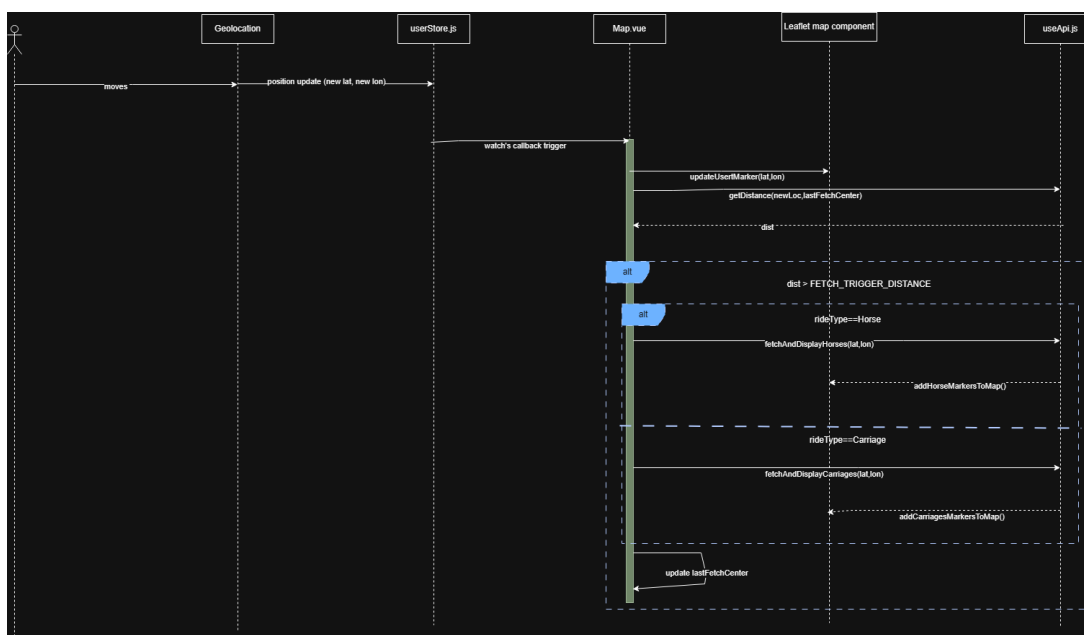 Geolocation
userStore.js
Map.vue
Leaflet map component
useApi.js
moves
position update (new lat, new lon)
watch's callback trigger
updateUsertMarker(lat,lon)
getDistance(newLoc,lastFetchCenter)
dist
alt
dist > FETCH_TRIGGER_DISTANCE
alt
rideType==Horse
fetchAndDisplayHorses(lat,lon)
addHorseMarkersToMap()
rideType==Carriage
fetchAndDisplayCarriages(lat,lon)
addCarriagesMarkersToMap()
update lastFetchCenter